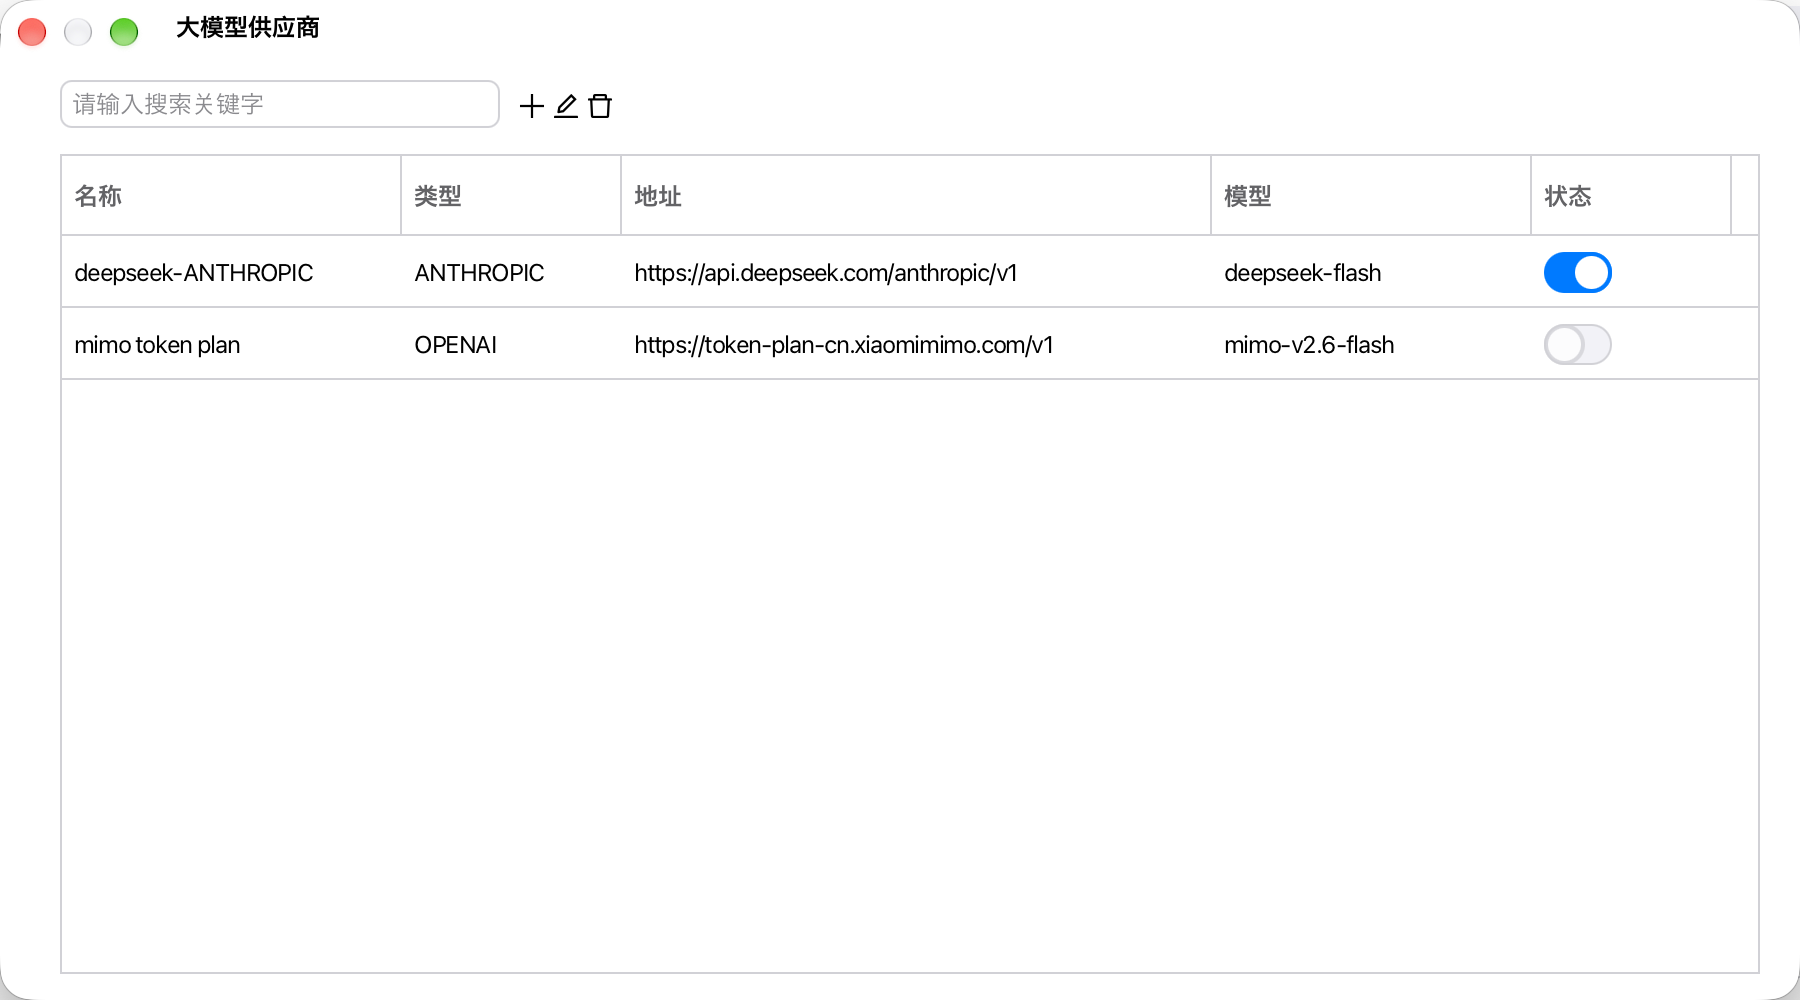 大模型供应商
请输入搜索关键字
名称 类型 地址 模型 状态
deepseek-ANTHROPIC ANTHROPIC https://api.deepseek.com/anthropic/v1 deepseek-flash
mimo token plan OPENAI https://token-plan-cn.xiaomimimo.com/v1 mimo-v2.6-flash